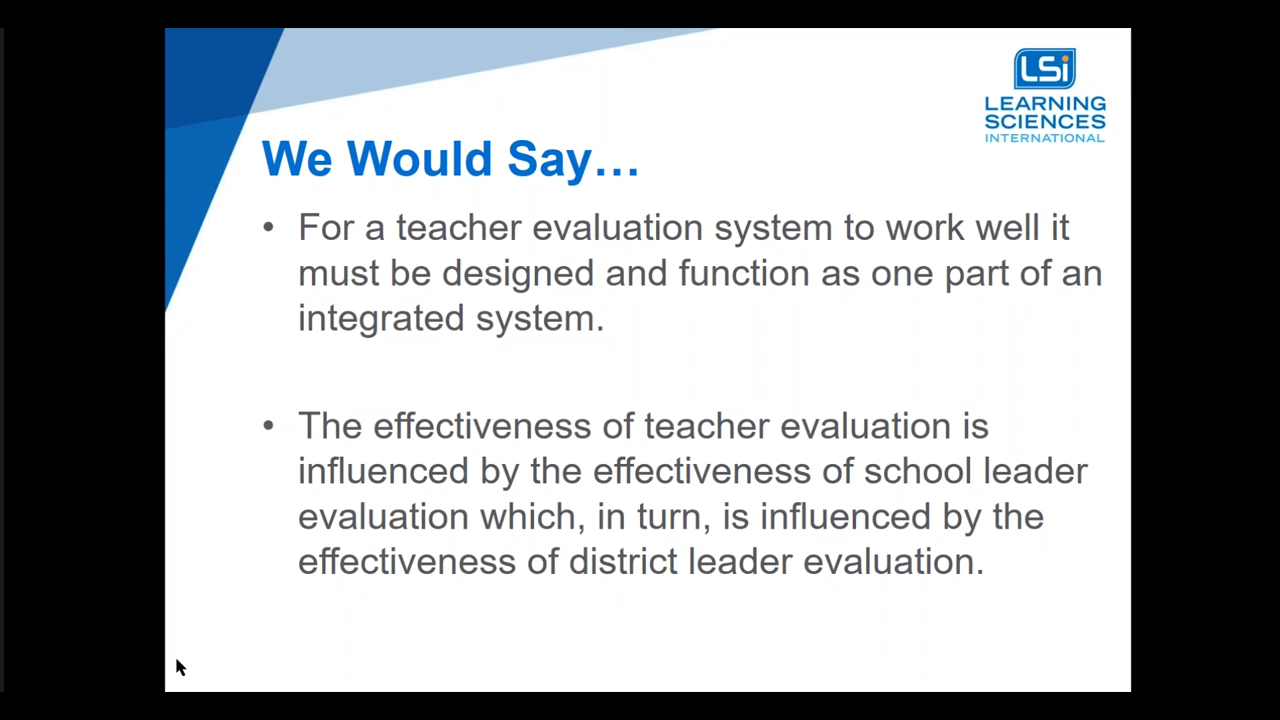 LSi
LEARNING
SCIENCES
INTERNATIONAL
We Would Say…
• For a teacher evaluation system to work well it
must be designed and function as one part of an
integrated system.
• The effectiveness of teacher evaluation is
influenced by the effectiveness of school leader
evaluation which, in turn, is influenced by the
effectiveness of district leader evaluation.